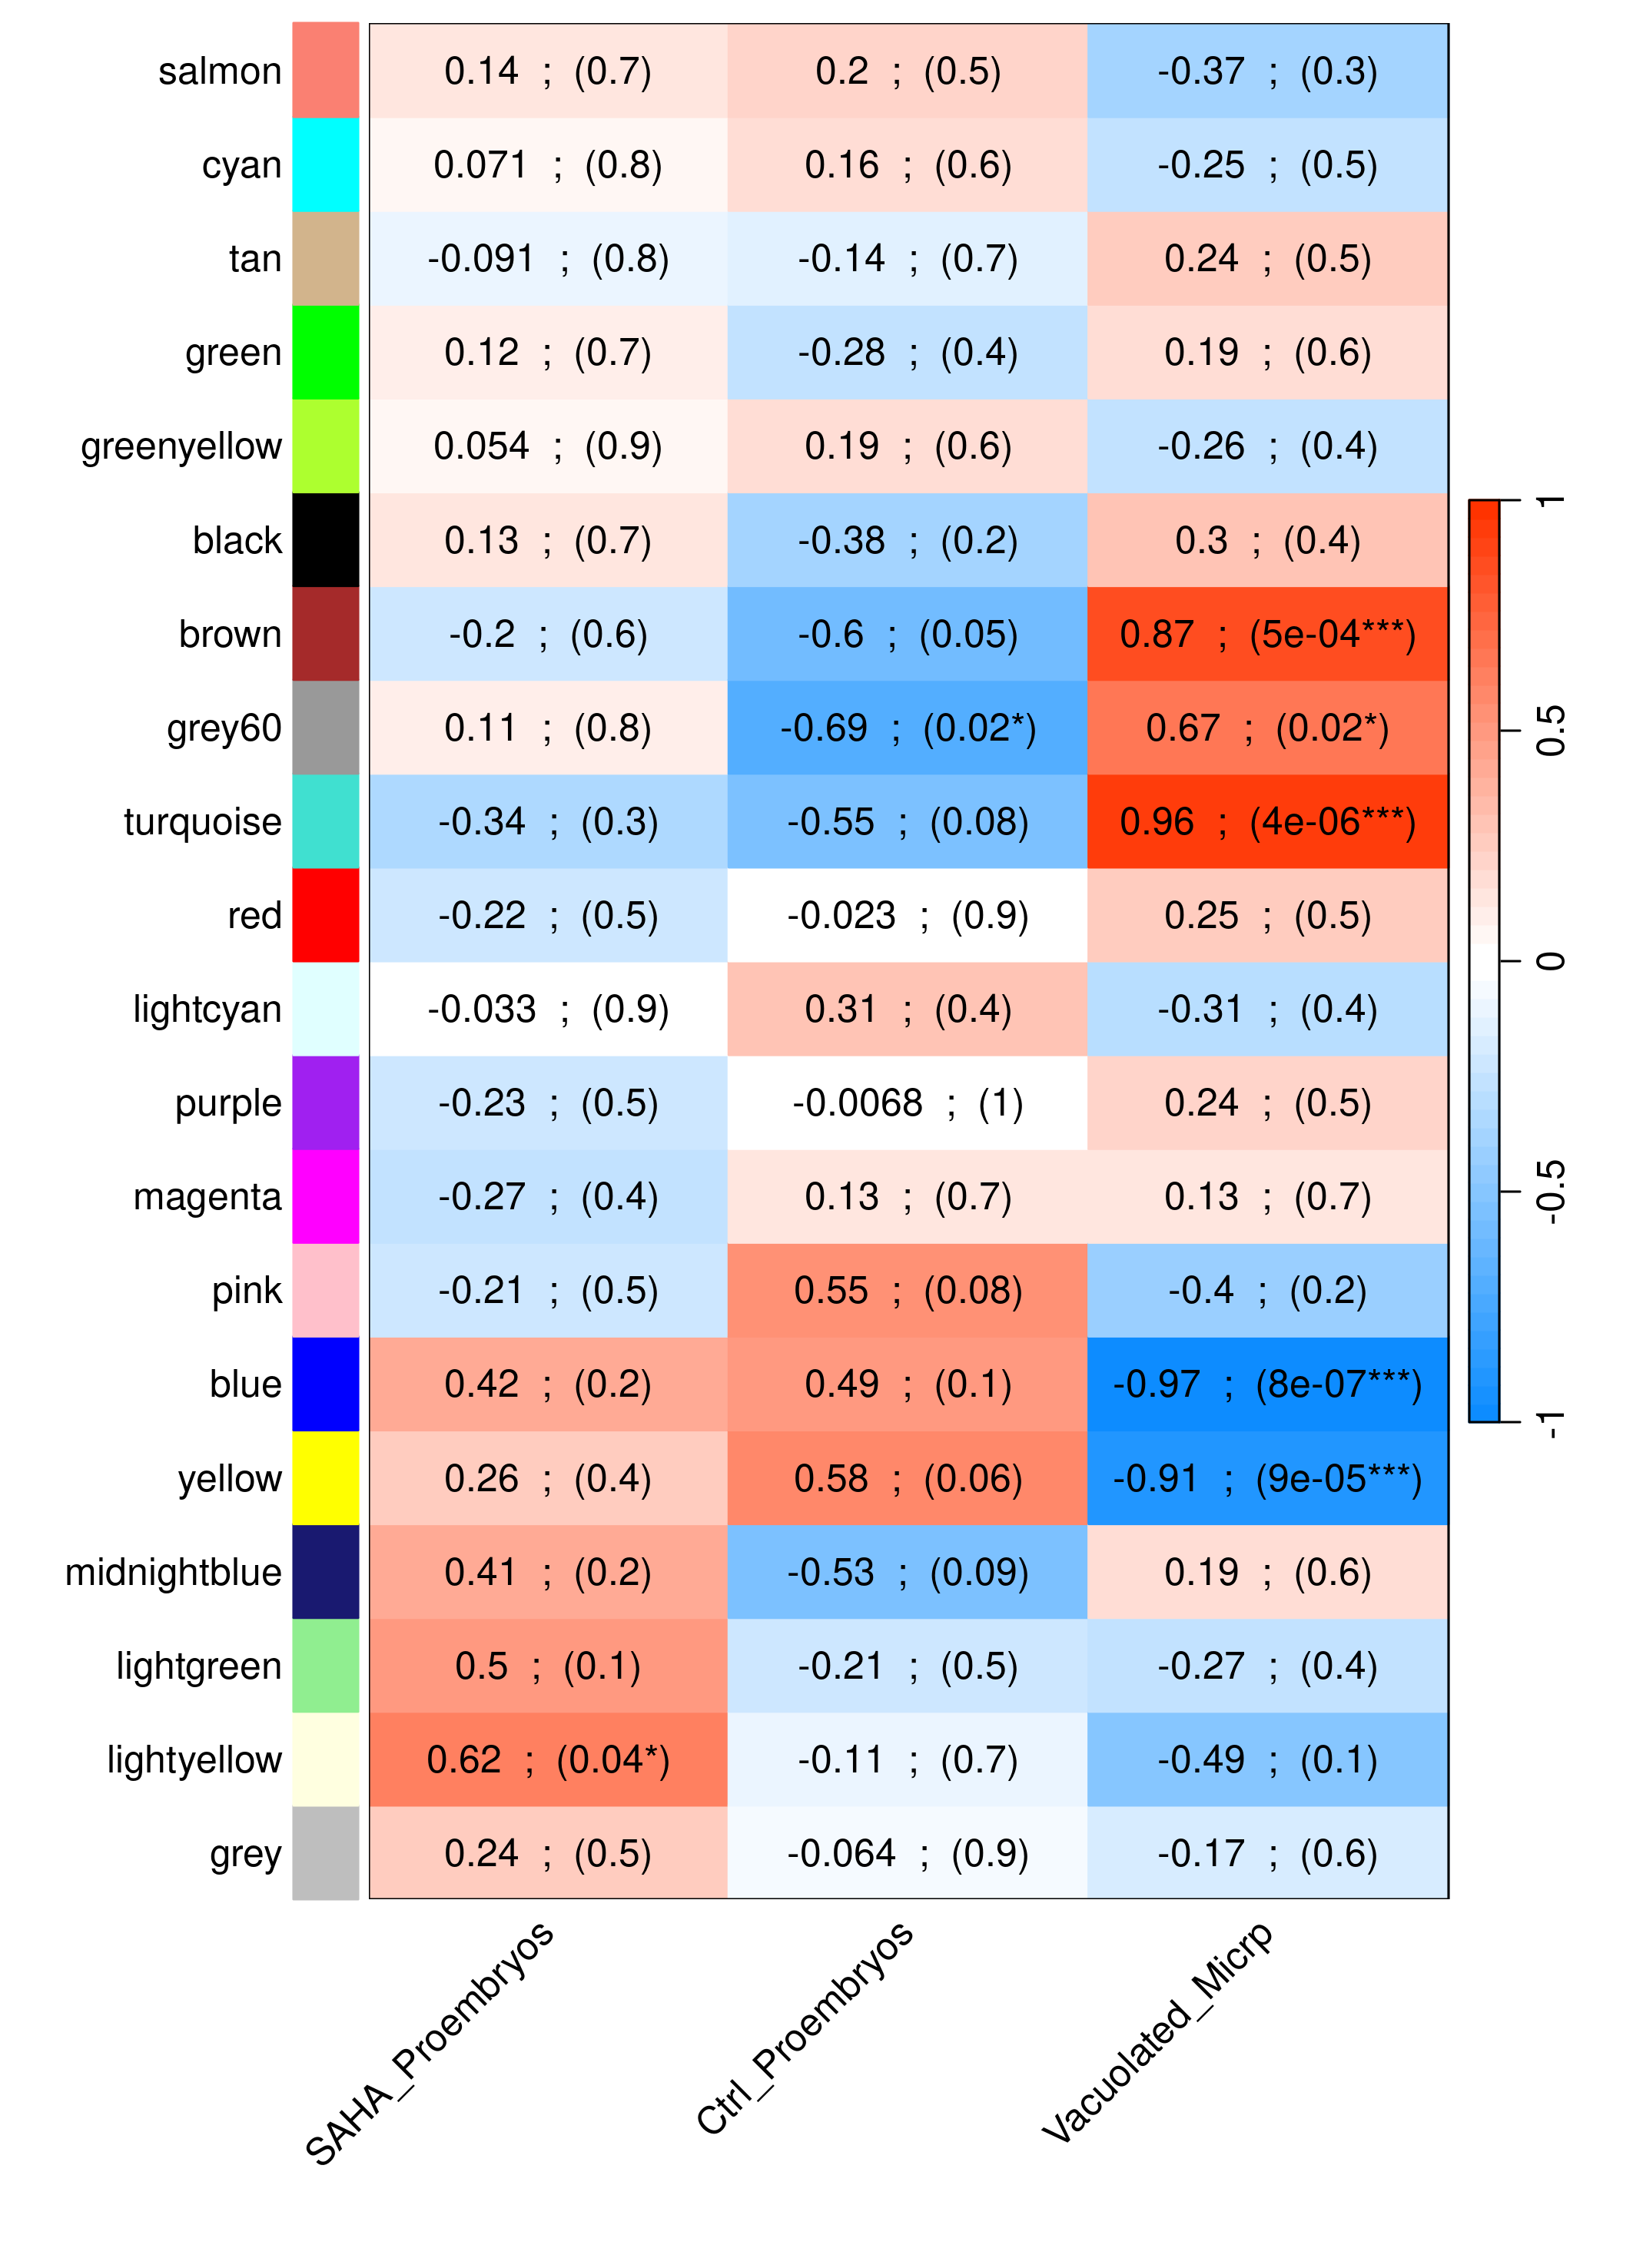 salmon 0.14 ; (0.7) 0.2 ; (0.5) -0.37 ; (0.3)
cyan 0.071 ; (0.8) 0.16 ; (0.6) -0.25 ; (0.5)
tan -0.091 ; (0.8) -0.14 ; (0.7) 0.24 ; (0.5)
green 0.12 ; (0.7) -0.28 ; (0.4) 0.19 ; (0.6)
greenyellow 0.054 ; (0.9) 0.19 ; (0.6) -0.26 ; (0.4)
black 0.13 ; (0.7) -0.38 ; (0.2) 0.3 ; (0.4)
brown -0.2 ; (0.6) -0.6 ; (0.05) 0.87 ; (5e-04***)
grey60 0.11 ; (0.8) -0.69 ; (0.02*) 0.67 ; (0.02*)
turquoise -0.34 ; (0.3) -0.55 ; (0.08) 0.96 ; (4e-06***)
red -0.22 ; (0.5) -0.023 ; (0.9) 0.25 ; (0.5)
lightcyan -0.033 ; (0.9) 0.31 ; (0.4) -0.31 ; (0.4)
purple -0.23 ; (0.5) -0.0068 ; (1) 0.24 ; (0.5)
magenta -0.27 ; (0.4) 0.13 ; (0.7) 0.13 ; (0.7)
pink -0.21 ; (0.5) 0.55 ; (0.08) -0.4 ; (0.2)
blue 0.42 ; (0.2) 0.49 ; (0.1) -0.97 ; (8e-07***)
yellow 0.26 ; (0.4) 0.58 ; (0.06) -0.91 ; (9e-05***)
midnightblue 0.41 ; (0.2) -0.53 ; (0.09) 0.19 ; (0.6)
lightgreen 0.5 ; (0.1) -0.21 ; (0.5) -0.27 ; (0.4)
lightyellow 0.62 ; (0.04*) -0.11 ; (0.7) -0.49 ; (0.1)
grey 0.24 ; (0.5) -0.064 ; (0.9) -0.17 ; (0.6)
SAHA_Proembryos
Ctrl_Proembryos
Vacuolated_Micrp
1
0.5
0
-0.5
-1